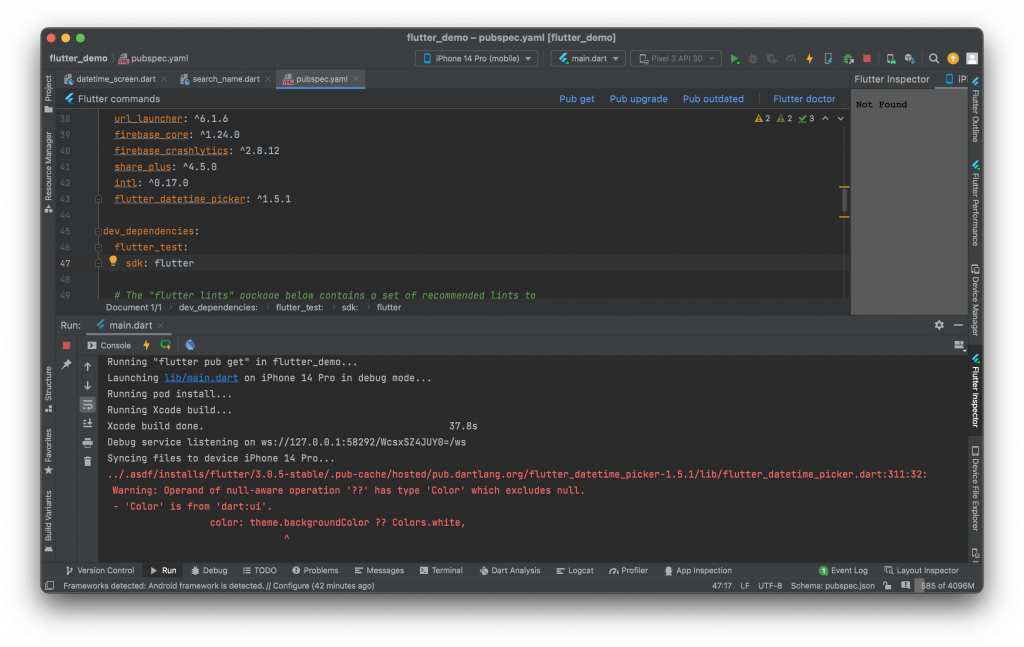 flutter_demo – pubspec.yaml [flutter_demo]
flutter_demo pubspec.yaml
iPhone 14 Pro (mobile)
main.dart
Pixel 3 API 30
datetime_screen.dart
search_name.dart
pubspec.yaml
Flutter Inspector
Flutter commands
Pub get
Pub upgrade
Pub outdated
Flutter doctor
Not Found
2 2 3
38 url_launcher: ^6.1.6
39 firebase_core: ^1.24.0
40 firebase_crashlytics: ^2.8.12
41 share_plus: ^4.5.0
42 intl: ^0.17.0
43 flutter_datetime_picker: ^1.5.1
44
45 dev_dependencies:
46 flutter_test:
47 sdk: flutter
48
49 # The "flutter_lints" package below contains a set of recommended lints to
Document 1/1 dev_dependencies: flutter_test: sdk: flutter
Project
Resource Manager
Structure
Favorites
Build Variants
Flutter Outline
Flutter Performance
Device Manager
Flutter Inspector
Device File Explorer
Run: main.dart
Console
Running "flutter pub get" in flutter_demo...
Launching lib/main.dart on iPhone 14 Pro in debug mode...
Running pod install...
Running Xcode build...
Xcode build done. 37.8s
Debug service listening on ws://127.0.0.1:58292/WcsxSZ4JUY0=/ws
Syncing files to device iPhone 14 Pro...
../.asdf/installs/flutter/3.0.5-stable/.pub-cache/hosted/pub.dartlang.org/flutter_datetime_picker-1.5.1/lib/flutter_datetime_picker.dart:311:32:
Warning: Operand of null-aware operation '??' has type 'Color' which excludes null.
- 'Color' is from 'dart:ui'.
color: theme.backgroundColor ?? Colors.white,
^
Version Control
Run
Debug
TODO
Problems
Messages
Terminal
Dart Analysis
Logcat
Profiler
App Inspection
1 Event Log
Layout Inspector
Frameworks detected: Android framework is detected. // Configure (42 minutes ago)
47:17 LF UTF-8 Schema: pubspec.json 585 of 4096M